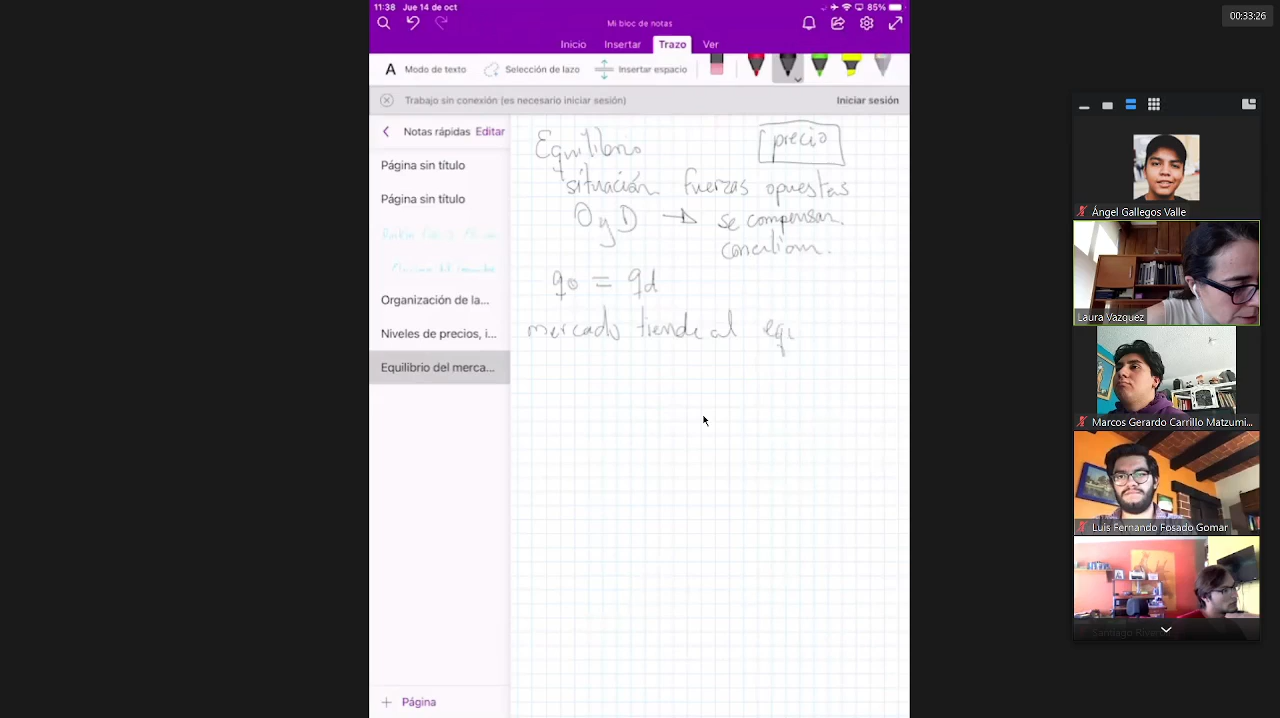 11:38 Jue 14 de oct
85%
Mi bloc de notas
00:33:26
Inicio Insertar Trazo Ver
A Modo de texto Selección de lazo Insertar espacio
Trabajo sin conexión (es necesario iniciar sesión) Iniciar sesión
Notas rápidas Editar
Página sin título
Página sin título
Organización de la...
Niveles de precios, i...
Equilibrio del merca...
+ Página
Equilibrio precio
situación fuerzas opuestas
O y D → se compensan
concilian.
qo = qd
mercado tiende al equ
Ángel Gallegos Valle
Laura Vazquez
Marcos Gerardo Carrillo Matzumi...
Luis Fernando Fosado Gomar
Santiago